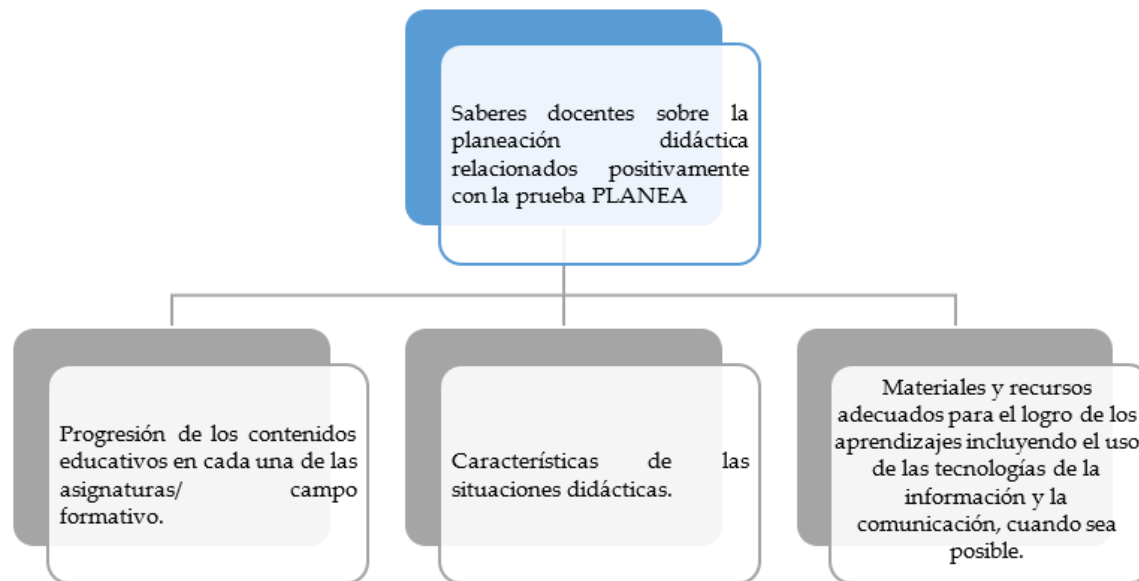 Saberes docentes sobre la
planeación didáctica
relacionados positivamente
con la prueba PLANEA
Progresión de los contenidos
educativos en cada una de las
asignaturas/ campo
formativo.
Características de las
situaciones didácticas.
Materiales y recursos
adecuados para el logro de los
aprendizajes incluyendo el uso
de las tecnologías de la
información y la
comunicación, cuando sea
posible.